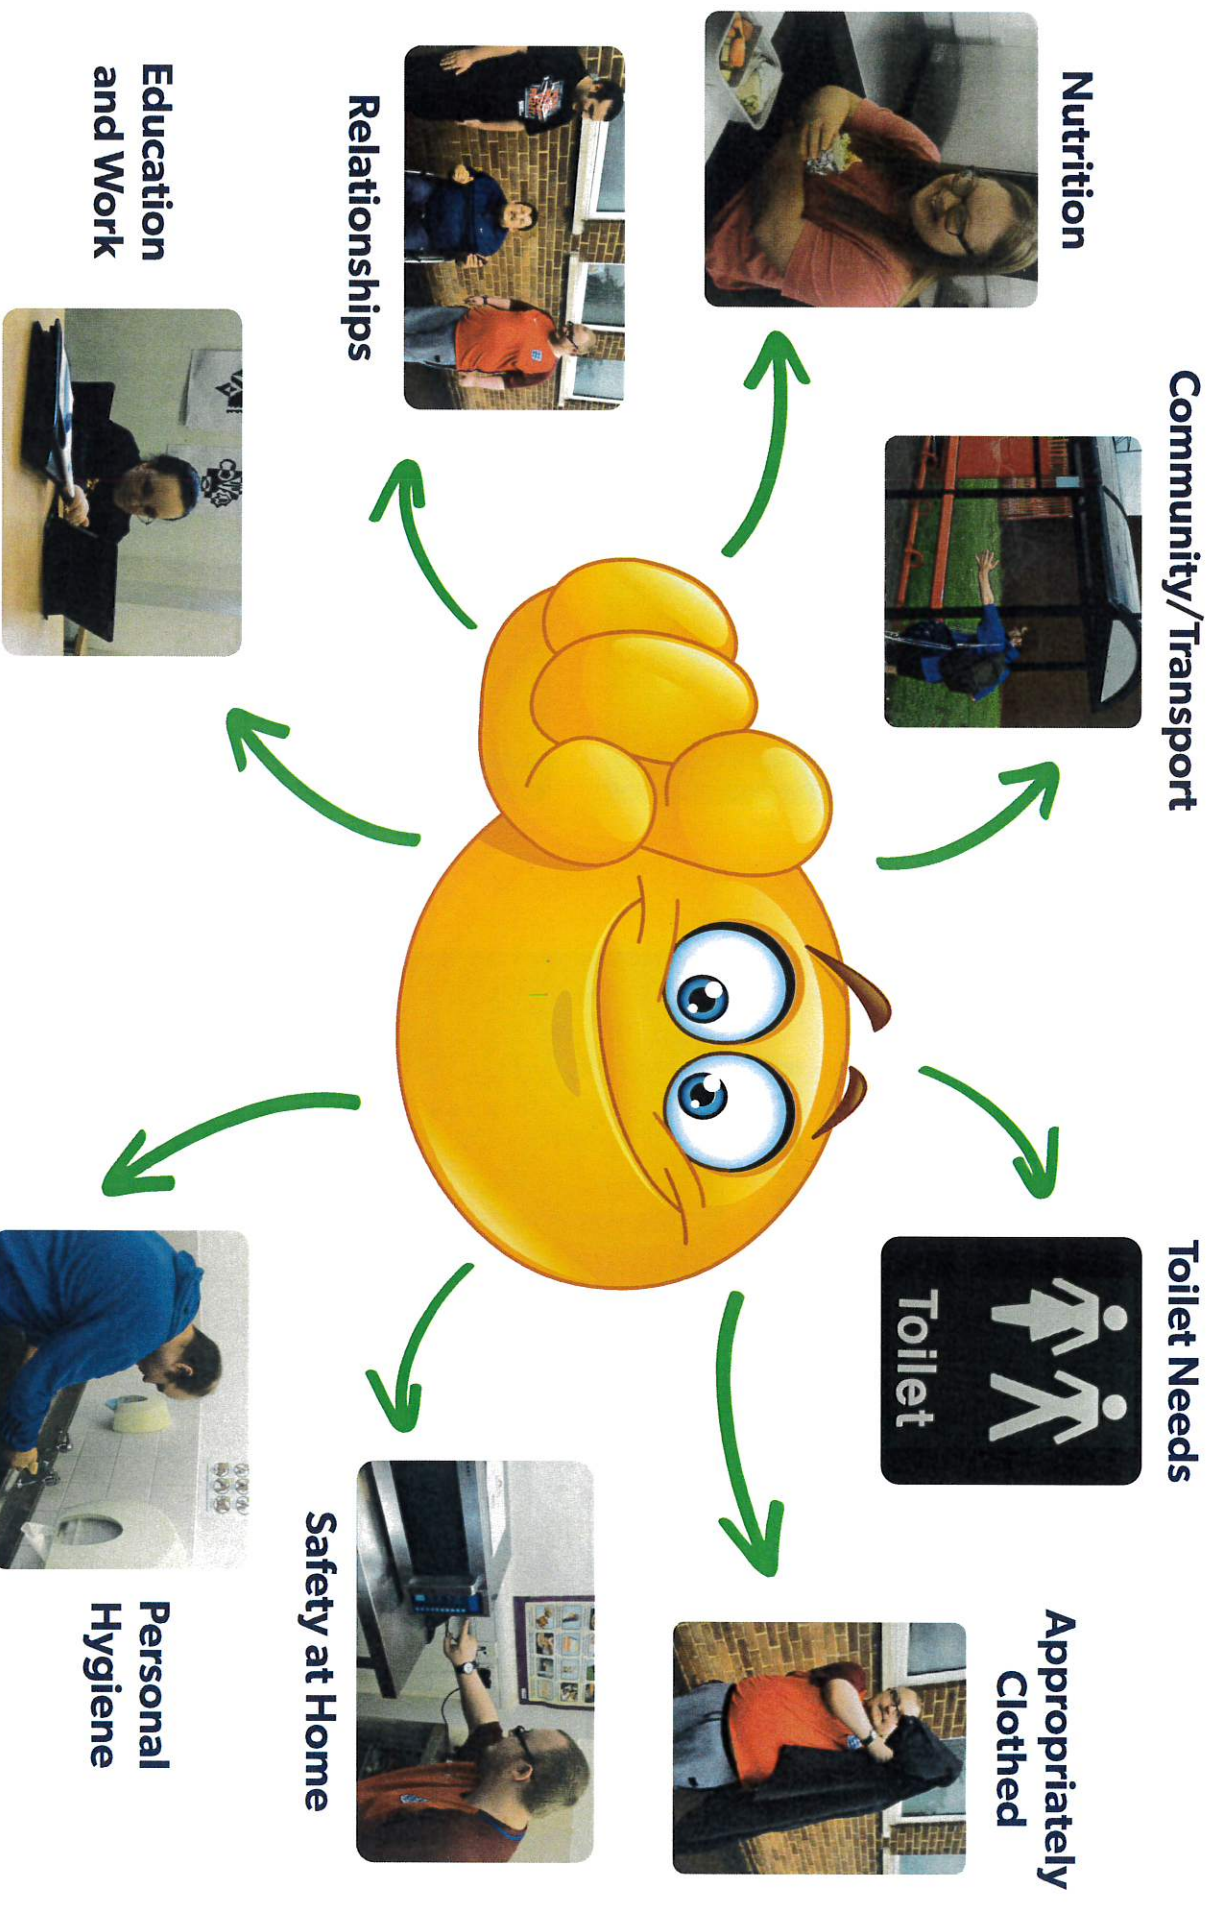 Community/Transport
Toilet Needs
Nutrition
Appropriately
Clothed
Toilet
Relationships
Safety at Home
Education
and Work
Personal
Hygiene